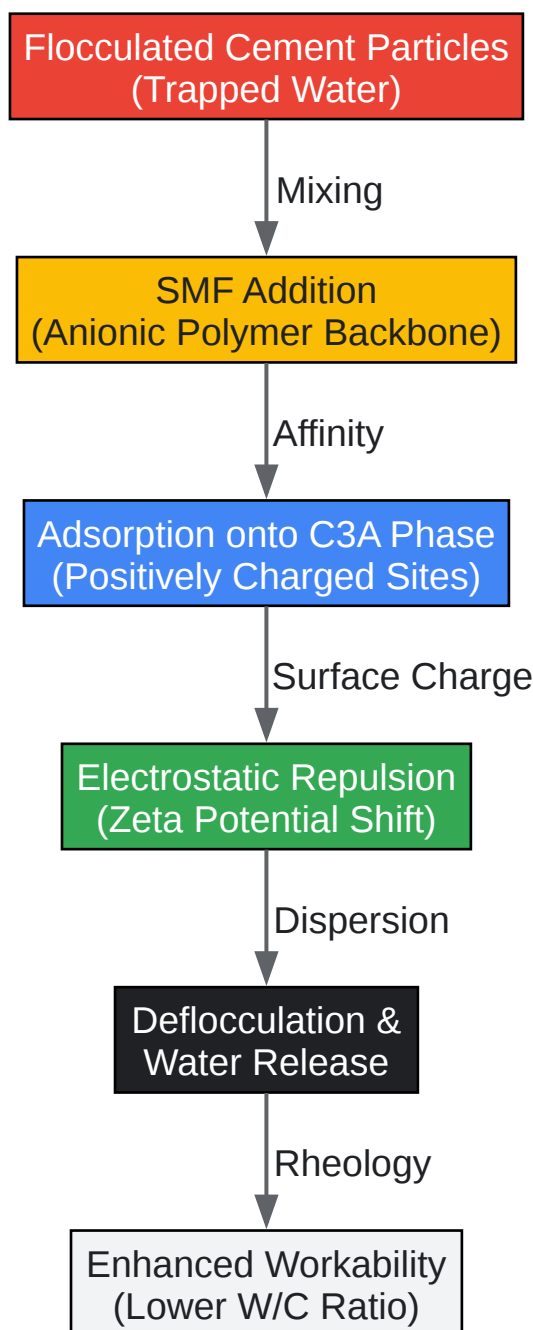 Flocculated Cement Particles
(Trapped Water)
Mixing
SMF Addition
(Anionic Polymer Backbone)
Affinity
Adsorption onto C3A Phase
(Positively Charged Sites)
Surface Charge
Electrostatic Repulsion
(Zeta Potential Shift)
Dispersion
Deflocculation &
Water Release
Rheology
Enhanced Workability
(Lower W/C Ratio)